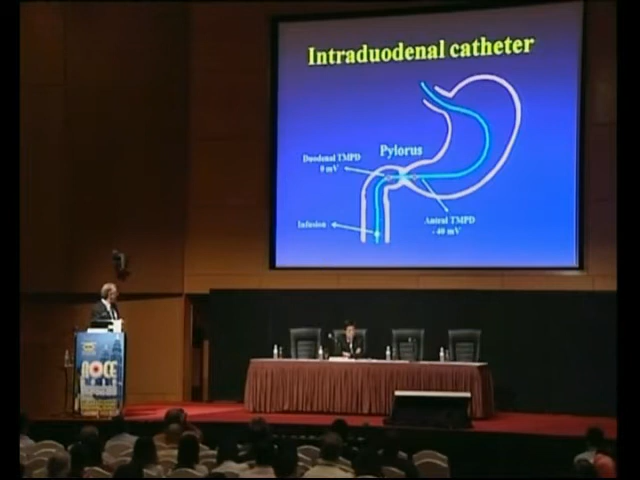 Intraduodenal catheter
Pylorus
Duodenal TMPD
0 mV
Antral TMPD
- 40 mV
Infusion